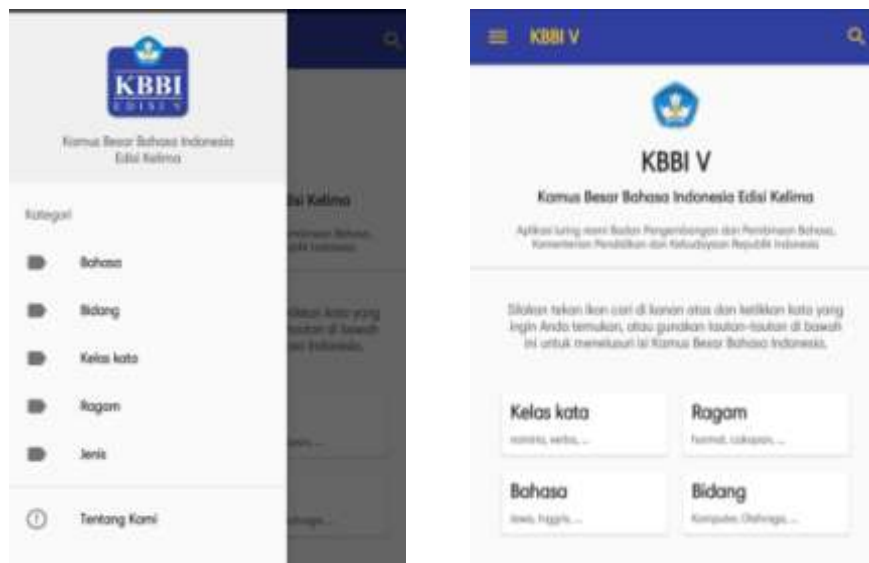 KBBI
EDISI V
Kamus Besar Bahasa Indonesia
Edisi Kelima
Kategori
Bahasa
Bidang
Kelas kata
Ragam
Jenis
Tentang Kami
disi Kelima
KBBI V
KBBI V
Kamus Besar Bahasa Indonesia Edisi Kelima
Aplikasi luring resmi Badan Pengembangan dan Pembinaan Bahasa,
Kementerian Pendidikan dan Kebudayaan Republik Indonesia
Silakan tekan ikon cari di kanan atas dan ketikkan kata yang
ingin Anda temukan, atau gunakan tautan-tautan di bawah
ini untuk menelusuri isi Kamus Besar Bahasa Indonesia.
Kelas kata
nomina, verba, ...
Ragam
hormat, cakapan, ...
Bahasa
Jawa, Inggris, ...
Bidang
Komputer, Olahraga, ...